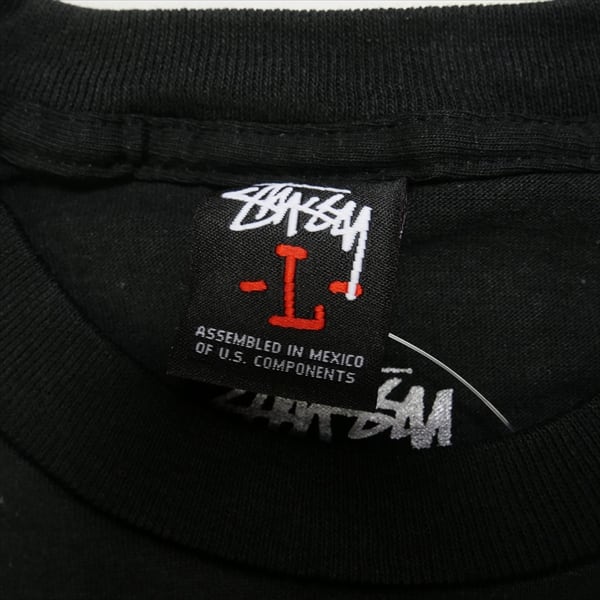 STÜSSY
-L-
ASSEMBLED IN MEXICO
OF U.S. COMPONENTS
STÜSSY